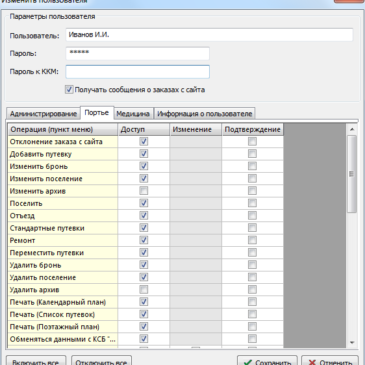 Изменить пользователя
Параметры пользователя
Пользователь: Иванов И.И.
Пароль: *****
Пароль к ККМ:
Получать сообщения о заказах с сайта
Администрирование Портье Медицина Информация о пользователе
Операция (пункт меню) Доступ Изменение Подтверждение
Отклонение заказа с сайта
Добавить путевку
Изменить бронь
Изменить поселение
Изменить архив
Поселить
Отъезд
Стандартные путевки
Ремонт
Переместить путевки
Удалить бронь
Удалить поселение
Удалить архив
Печать (Календарный план)
Печать (Список путевок)
Печать (Поэтажный план)
Обменяться данными с КСБ "...
Включить все Отключить все Сохранить Отменить